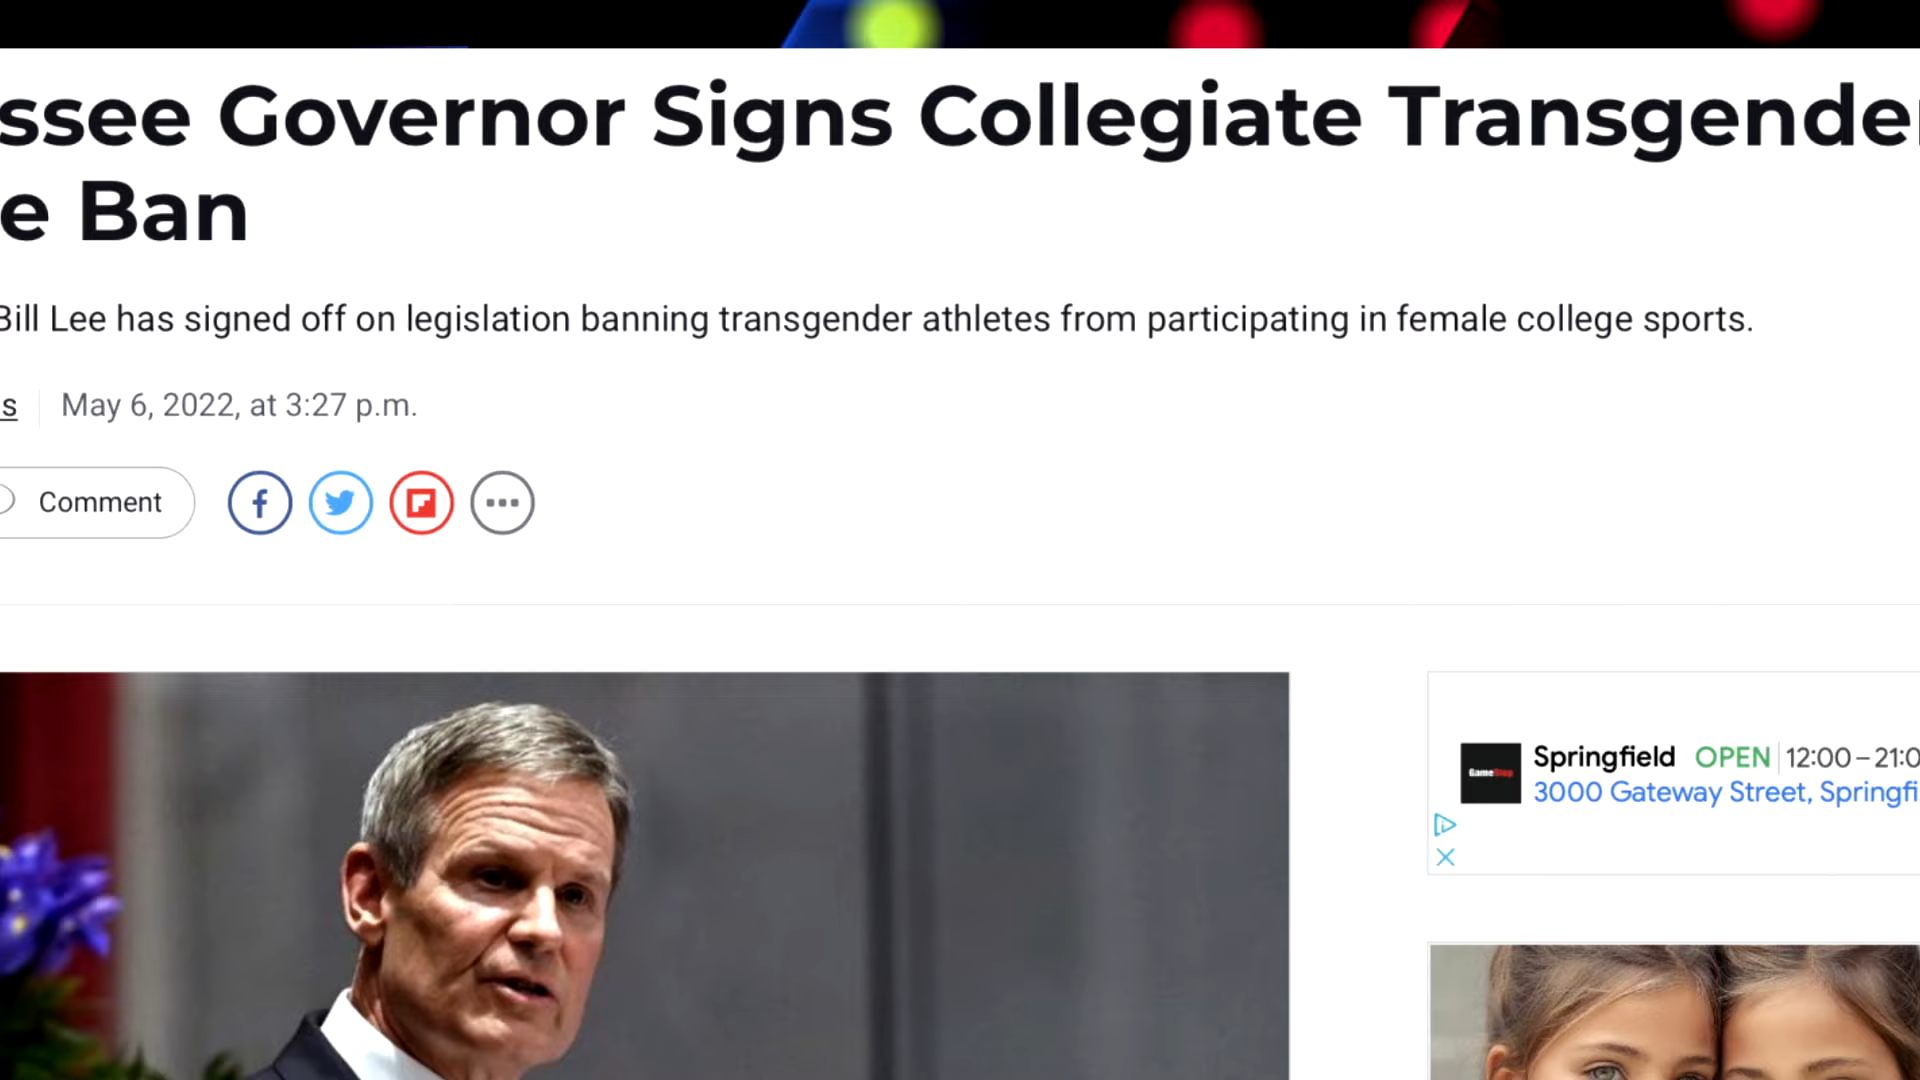 ssee Governor Signs Collegiate Transgender
e Ban
Bill Lee has signed off on legislation banning transgender athletes from participating in female college sports.
s May 6, 2022, at 3:27 p.m.
Comment
Springfield OPEN 12:00–21:0
GameStop
3000 Gateway Street, Springfi